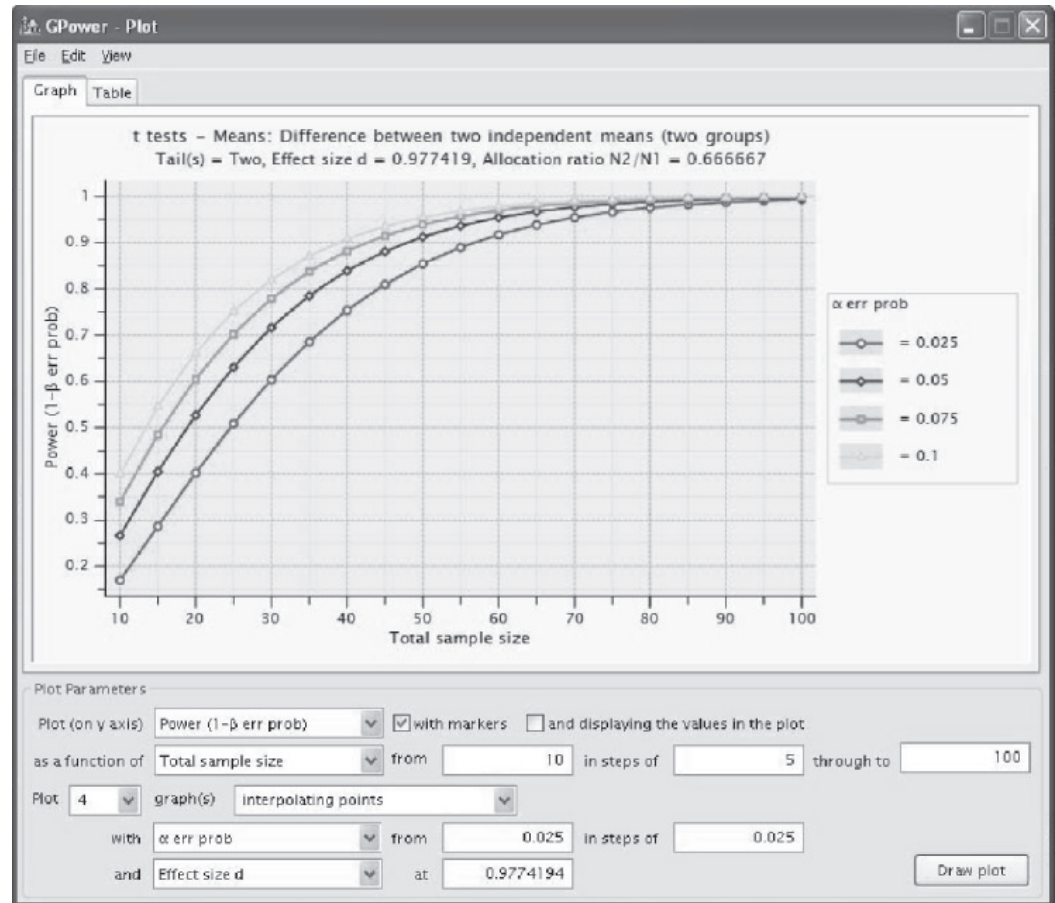 GPower - Plot
File Edit View
Graph Table
t tests - Means: Difference between two independent means (two groups)
Tail(s) = Two, Effect size d = 0.977419, Allocation ratio N2/N1 = 0.666667
Power (1-β err prob)
1
0.9
0.8
0.7
0.6
0.5
0.4
0.3
0.2
10 20 30 40 50 60 70 80 90 100
Total sample size
α err prob
= 0.025
= 0.05
= 0.075
= 0.1
Plot Parameters
Plot (on y axis) Power (1-β err prob) with markers and displaying the values in the plot
as a function of Total sample size from 10 in steps of 5 through to 100
Plot 4 graph(s) interpolating points
with α err prob from 0.025 in steps of 0.025
and Effect size d at 0.9774194
Draw plot